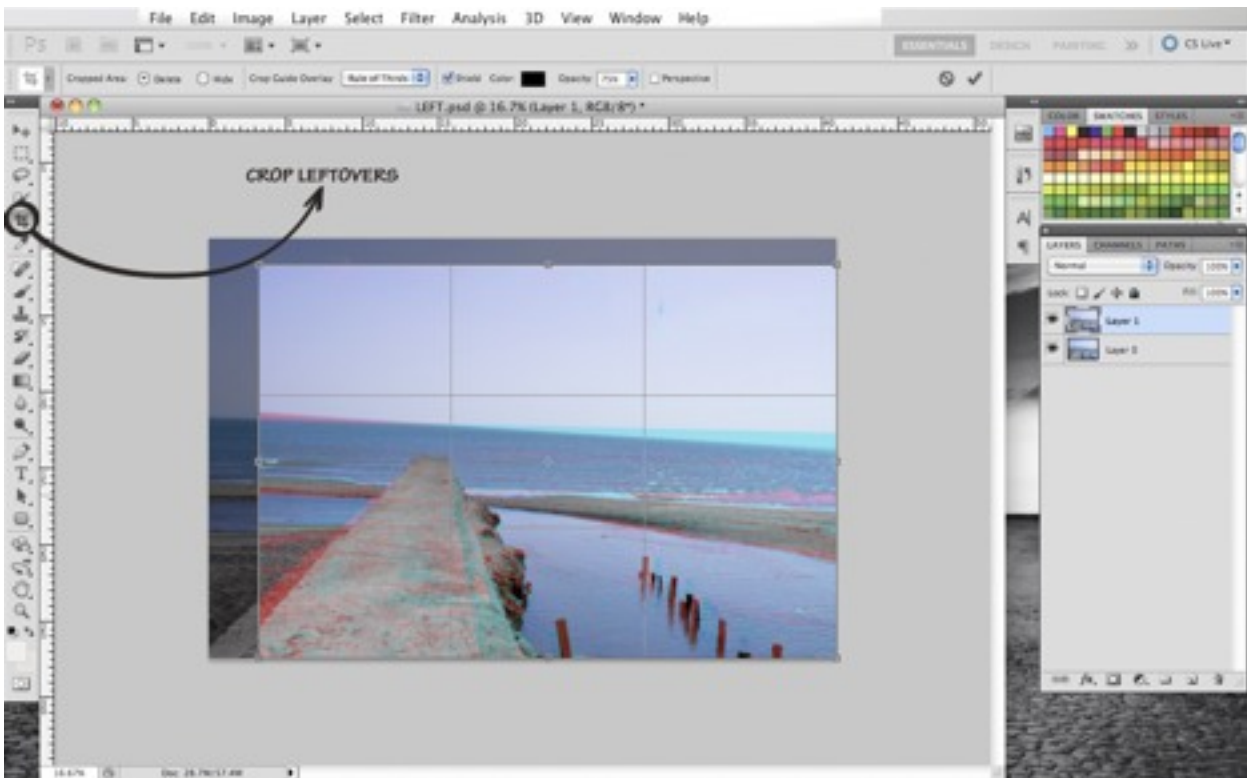 File Edit Image Layer Select Filter Analysis 3D View Window Help
Ps ESSENTIALS DESIGN PAINTING CS Live
Cropped Area: Delete Hide Crop Guide Overlay: Rule of Thirds Shield Color: Opacity: 75% Perspective
LEFT.psd @ 16.7% (Layer 1, RGB/8*) *
COLOR SWATCHES STYLES
CROP LEFTOVERS
LAYERS CHANNELS PATHS
Normal Opacity: 100%
Lock: Fill: 100%
Layer 1
Layer 0
16.67%